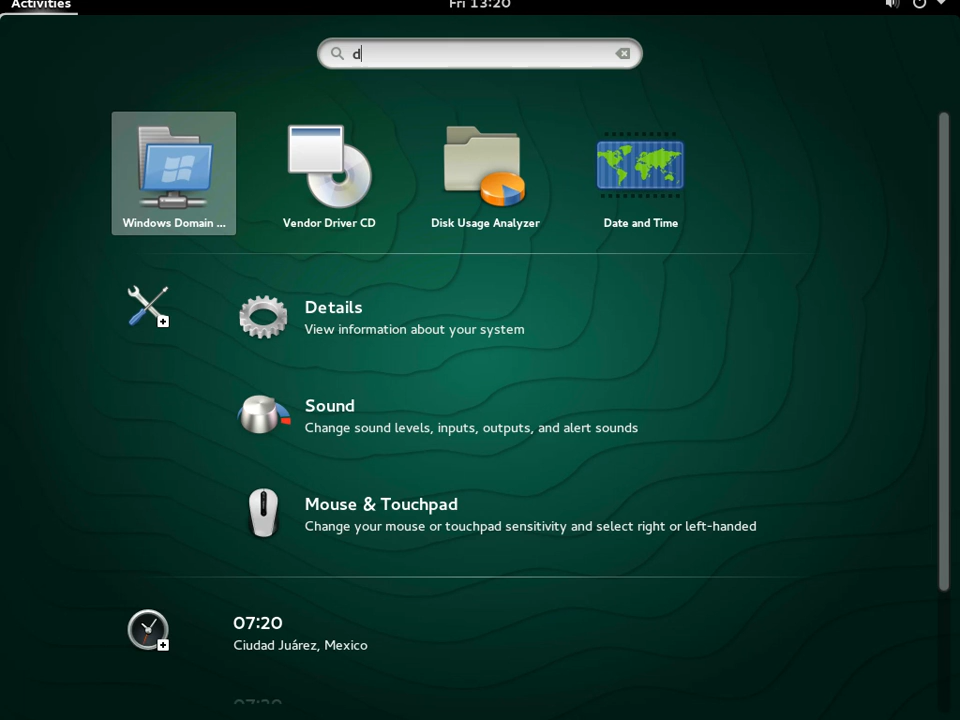 Activities
Fri 13:20
d
Windows Domain ...
Vendor Driver CD
Disk Usage Analyzer
Date and Time
Details
View information about your system
Sound
Change sound levels, inputs, outputs, and alert sounds
Mouse & Touchpad
Change your mouse or touchpad sensitivity and select right or left-handed
07:20
Ciudad Juárez, Mexico